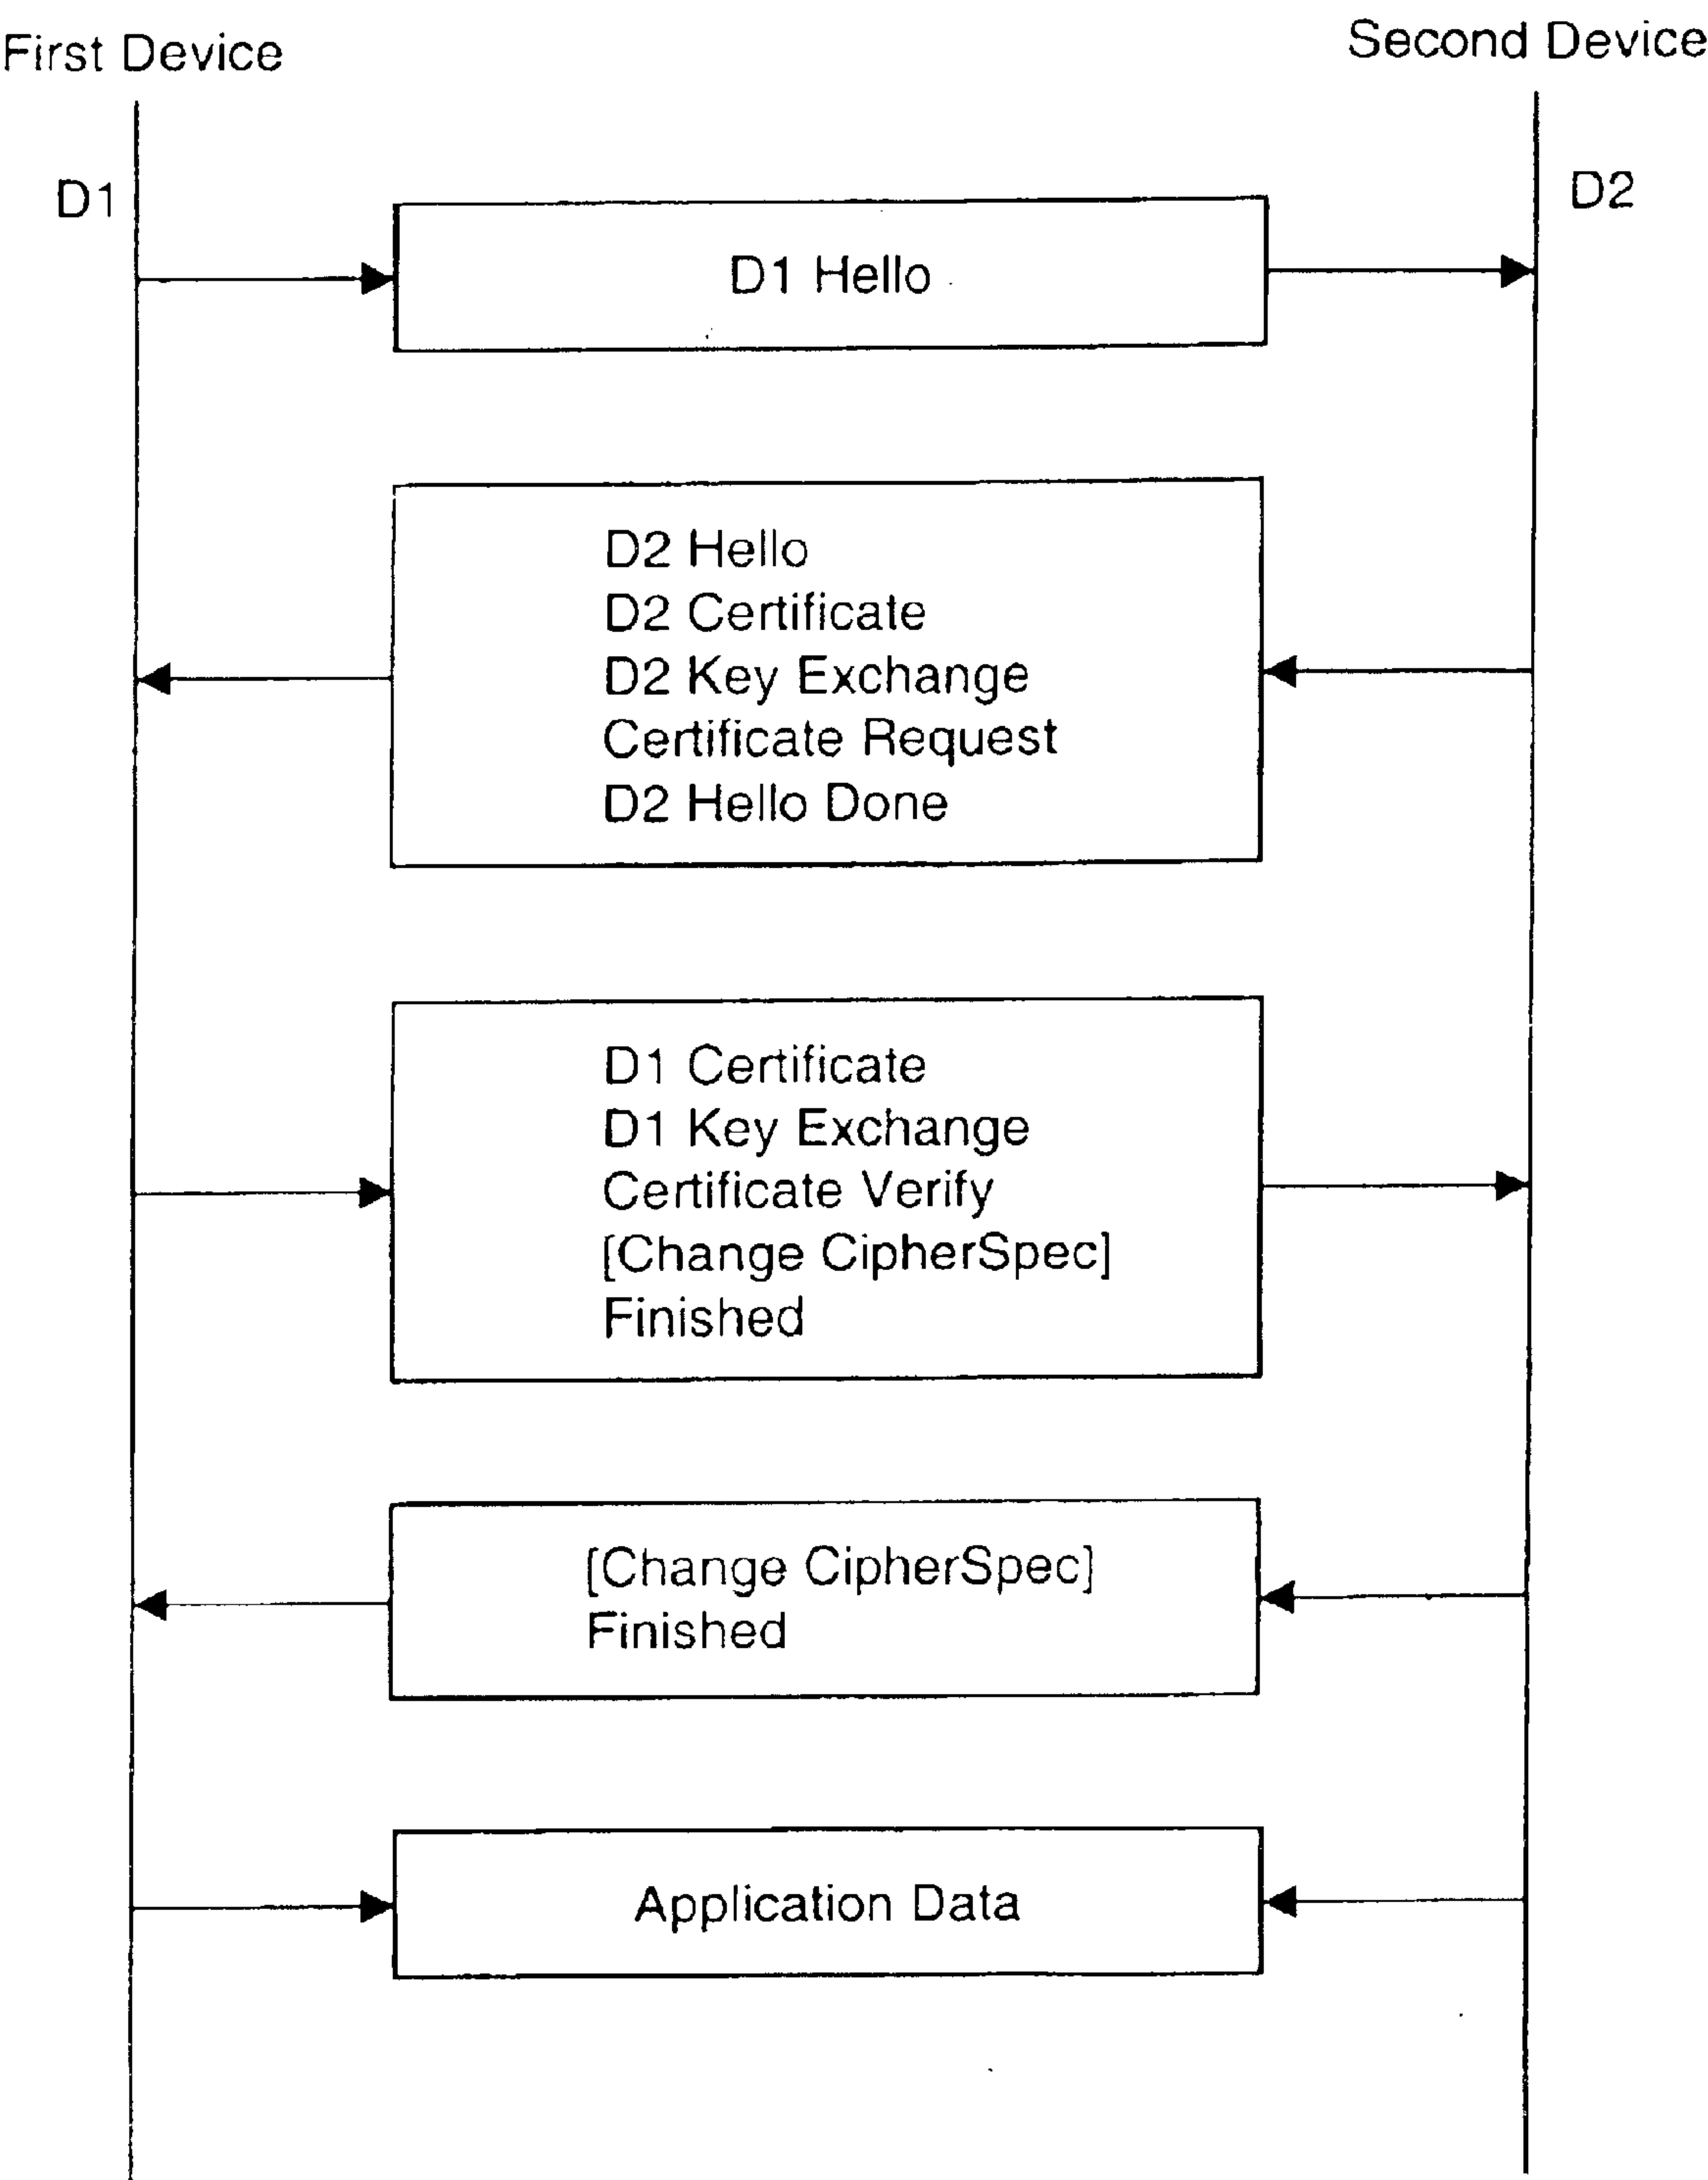 First Device
Second Device
D1
D2
D1 Hello
D2 Hello
D2 Certificate
D2 Key Exchange
Certificate Request
D2 Hello Done
D1 Certificate
D1 Key Exchange
Certificate Verify
[Change CipherSpec]
Finished
[Change CipherSpec]
Finished
Application Data